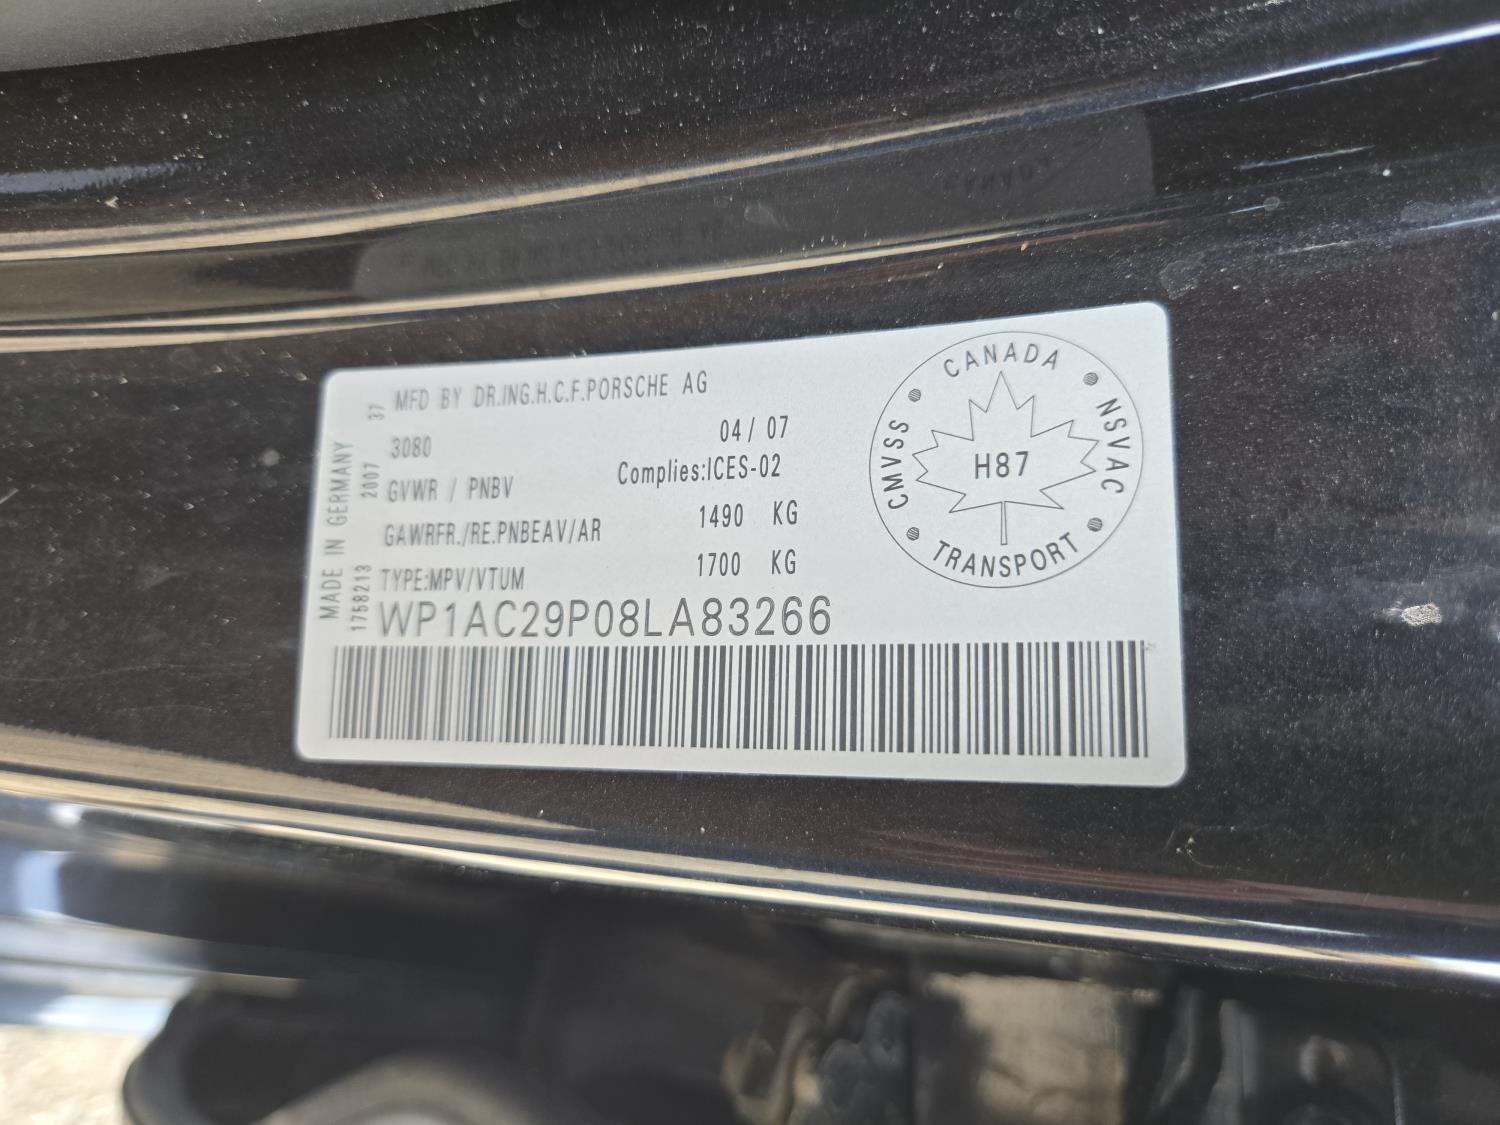 MFD BY DR.ING.H.C.F.PORSCHE AG
3080
04/ 07
GVWR / PNBV
Complies:ICES-02
GAWRFR./RE.PNBEAV/AR
1490 KG
TYPE:MPV/VTUM
1700 KG
WP1AC29P08LA83266
MADE IN GERMANY
1758213 2007 37
CANADA
NSVAC
TRANSPORT
CMVSS
H87